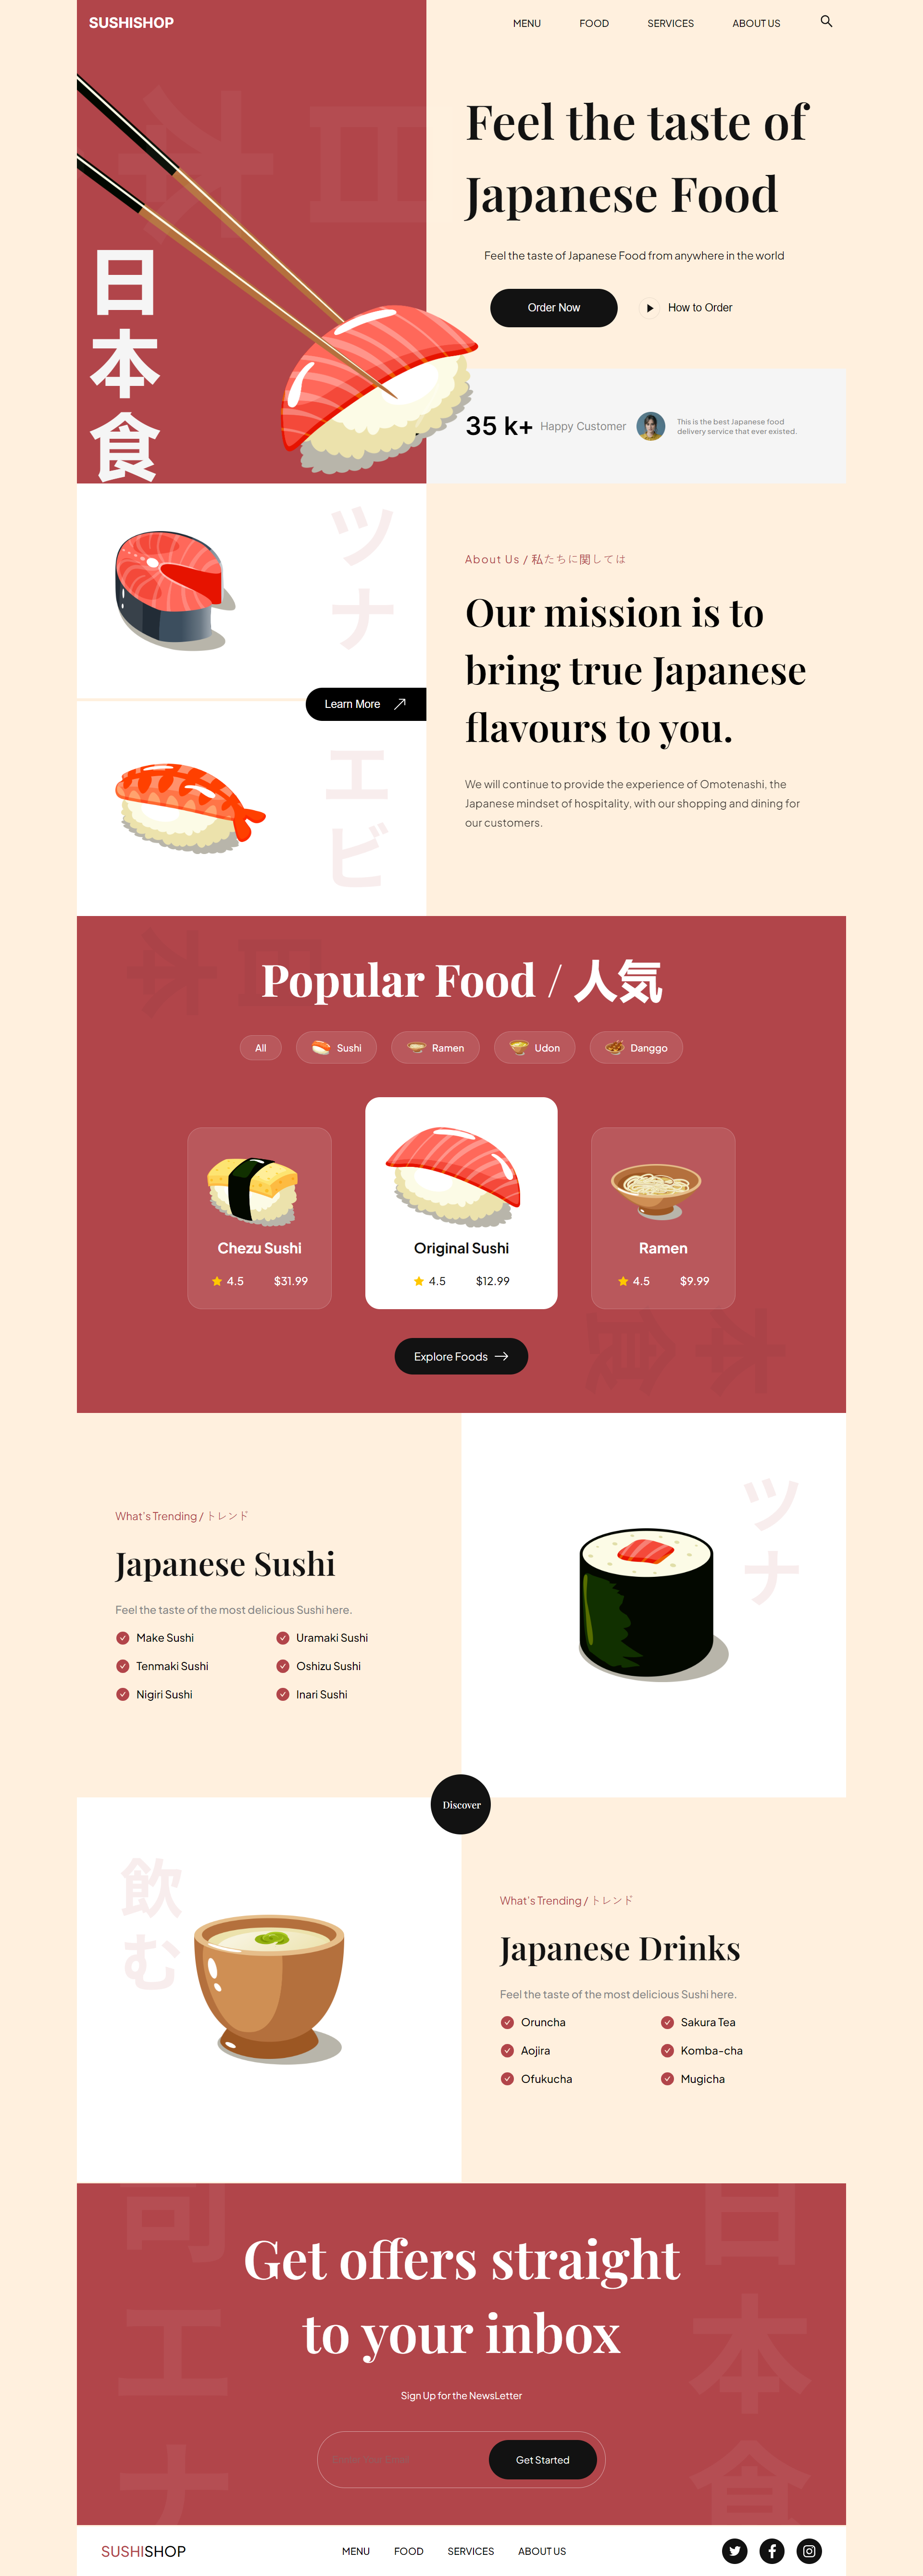 SUSHISHOP
MENU FOOD SERVICES ABOUT US
日
本
食
Feel the taste of
Japanese Food
Feel the taste of Japanese Food from anywhere in the world
Order Now How to Order
35 k+ Happy Customer
This is the best Japanese food
delivery service that ever existed.
ツ
ナ
Learn More
エ
ビ
About Us / 私たちに関しては
Our mission is to
bring true Japanese
flavours to you.
We will continue to provide the experience of Omotenashi, the
Japanese mindset of hospitality, with our shopping and dining for
our customers.
Popular Food / 人気
All Sushi Ramen Udon Danggo
Chezu Sushi
4.5 $31.99
Original Sushi
4.5 $12.99
Ramen
4.5 $9.99
Explore Foods
What's Trending / トレンド
Japanese Sushi
Feel the taste of the most delicious Sushi here.
Make Sushi Uramaki Sushi
Tenmaki Sushi Oshizu Sushi
Nigiri Sushi Inari Sushi
ツ
ナ
Discover
飲
む
What's Trending / トレンド
Japanese Drinks
Feel the taste of the most delicious Sushi here.
Oruncha Sakura Tea
Aojira Komba-cha
Ofukucha Mugicha
Get offers straight
to your inbox
Sign Up for the NewsLetter
Get Started
エ
ナ
日
本
食
SUSHISHOP
MENU FOOD SERVICES ABOUT US